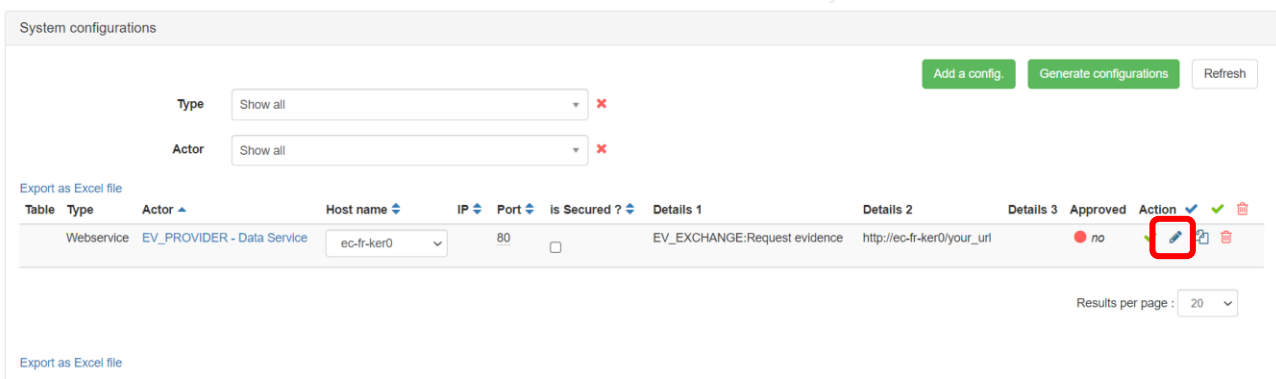 System configurations
Add a config. Generate configurations Refresh
Type Show all
Actor Show all
Export as Excel file
Table Type Actor Host name IP Port is Secured ? Details 1 Details 2 Details 3 Approved Action
Webservice EV_PROVIDER - Data Service ec-fr-ker0 80 EV_EXCHANGE:Request evidence http://ec-fr-ker0/your_url no
Results per page : 20
Export as Excel file